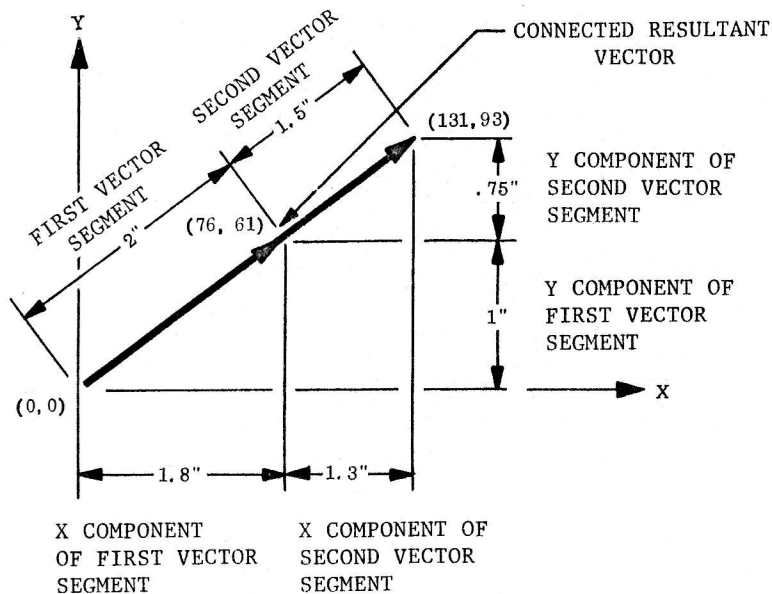 Y
CONNECTED RESULTANT
VECTOR
SECOND VECTOR
SEGMENT
1.5"
(131,93)
FIRST VECTOR
SEGMENT
2"
(76, 61)
.75"
Y COMPONENT OF
SECOND VECTOR
SEGMENT
1"
Y COMPONENT OF
FIRST VECTOR
SEGMENT
(0,0)
X
1.8"
1.3"
X COMPONENT
OF FIRST VECTOR
SEGMENT
X COMPONENT OF
SECOND VECTOR
SEGMENT